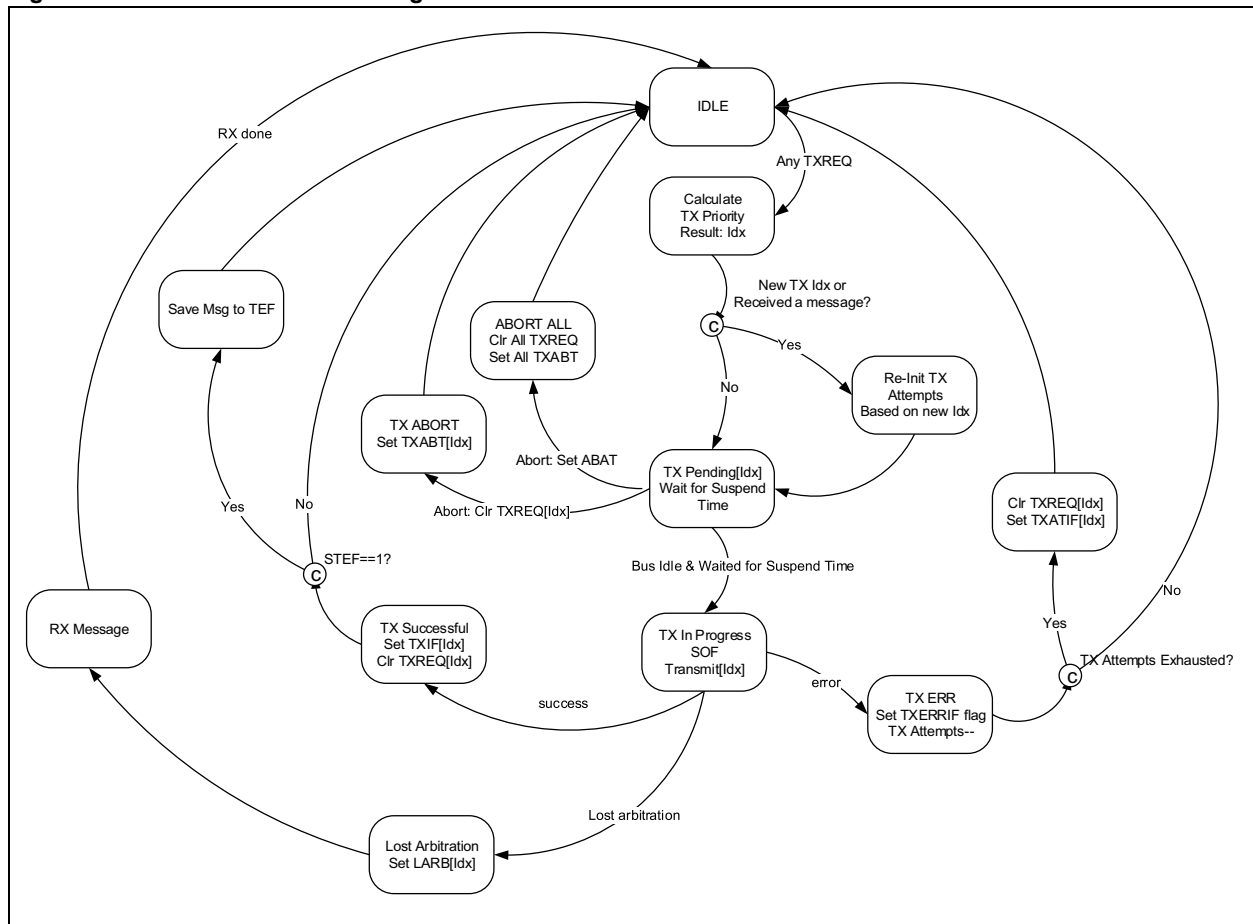 IDLE
RX done
Any TXREQ
Calculate
TX Priority
Result: Idx
New TX Idx or
Received a message?
Save Msg to TEF
ABORT ALL
Clr All TXREQ
Set All TXABT
C
Yes
No
Re-Init TX
Attempts
Based on new Idx
TX ABORT
Set TXABT[Idx]
Abort: Set ABAT
TX Pending[Idx]
Wait for Suspend
Time
Abort: Clr TXREQ[Idx]
Clr TXREQ[Idx]
Set TXATIF[Idx]
Yes
No
STEF==1?
C
Bus Idle & Waited for Suspend Time
No
RX Message
TX Successful
Set TXIF[Idx]
Clr TXREQ[Idx]
TX In Progress
SOF
Transmit[Idx]
Yes
TX Attempts Exhausted?
C
error
success
TX ERR
Set TXERRIF flag
TX Attempts--
Lost arbitration
Lost Arbitration
Set LARB[Idx]